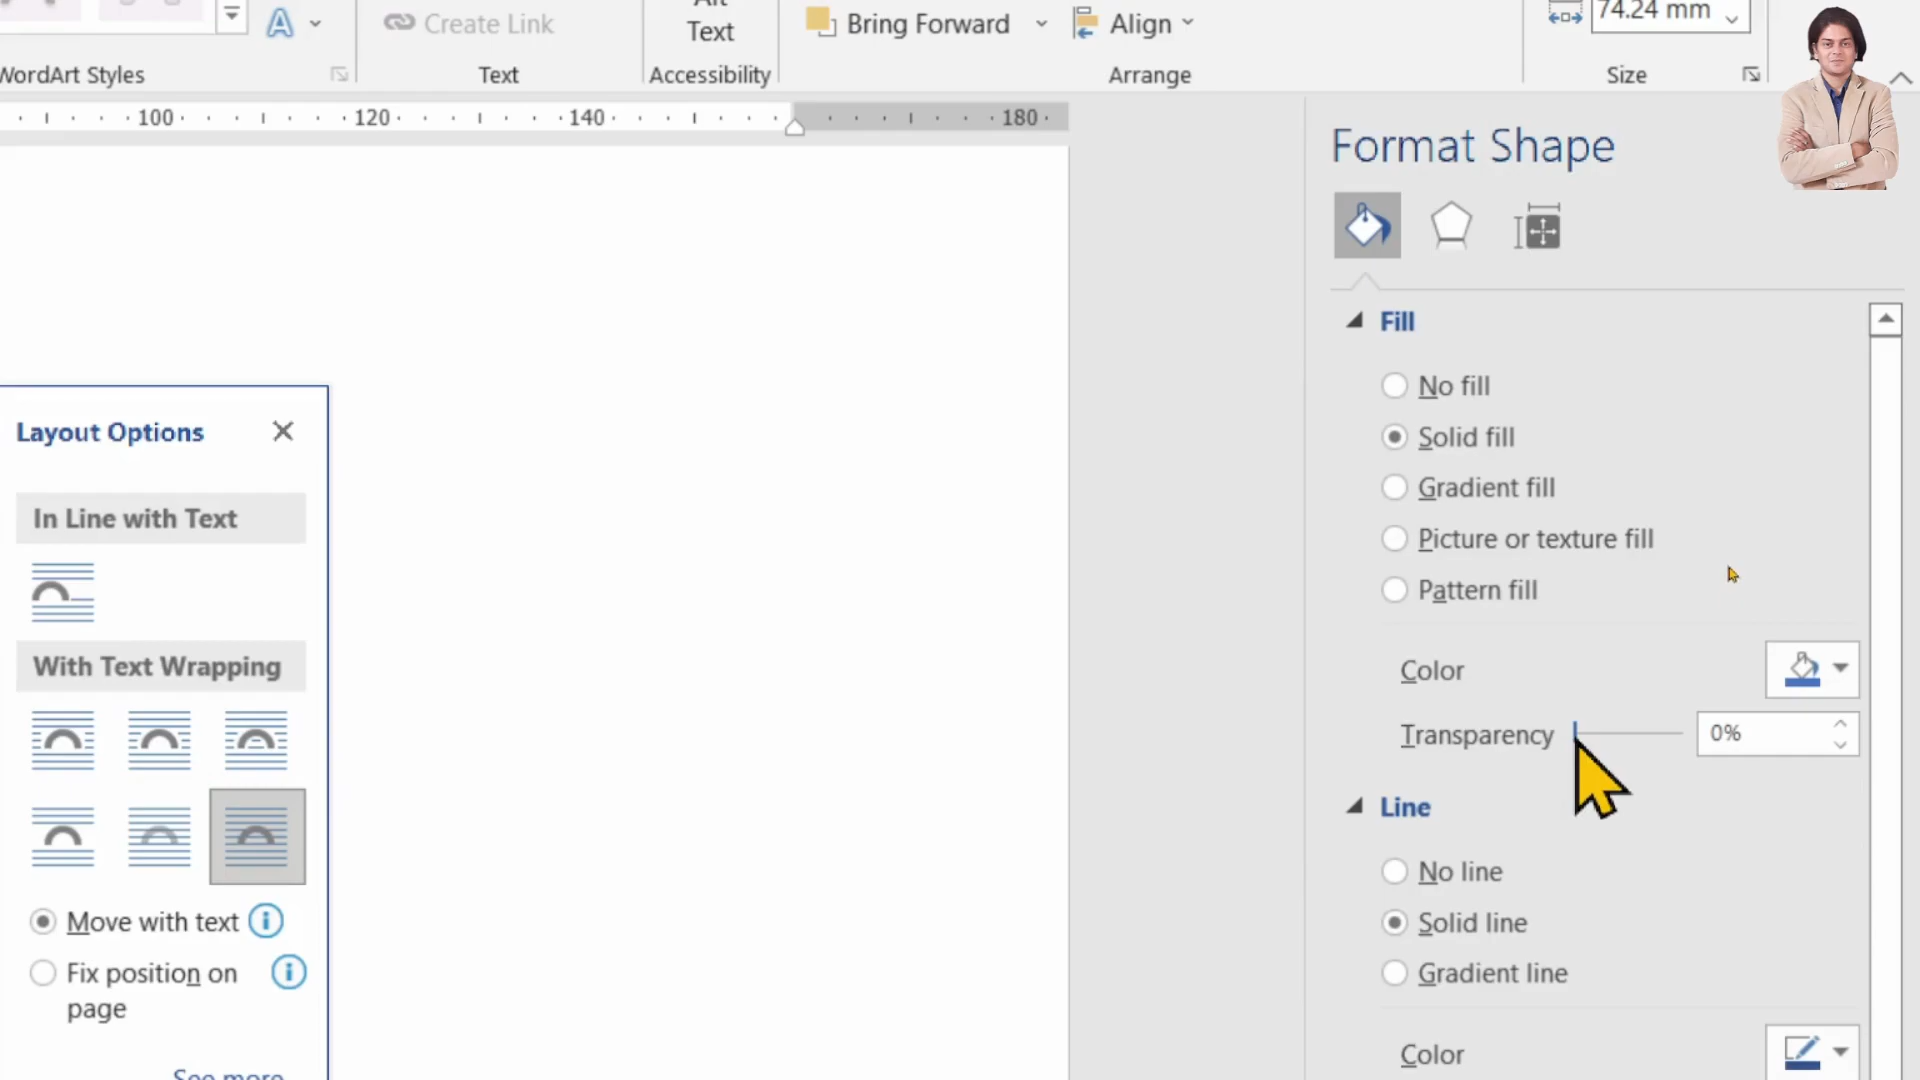 Create Link
Text
Bring Forward
Align
74.24 mm
WordArt Styles
Text
Accessibility
Arrange
Size
100
120
140
180
Format Shape
Fill
No fill
Solid fill
Gradient fill
Picture or texture fill
Pattern fill
Color
Transparency
0%
Line
No line
Solid line
Gradient line
Color
Layout Options
In Line with Text
With Text Wrapping
Move with text
Fix position on
page
See more